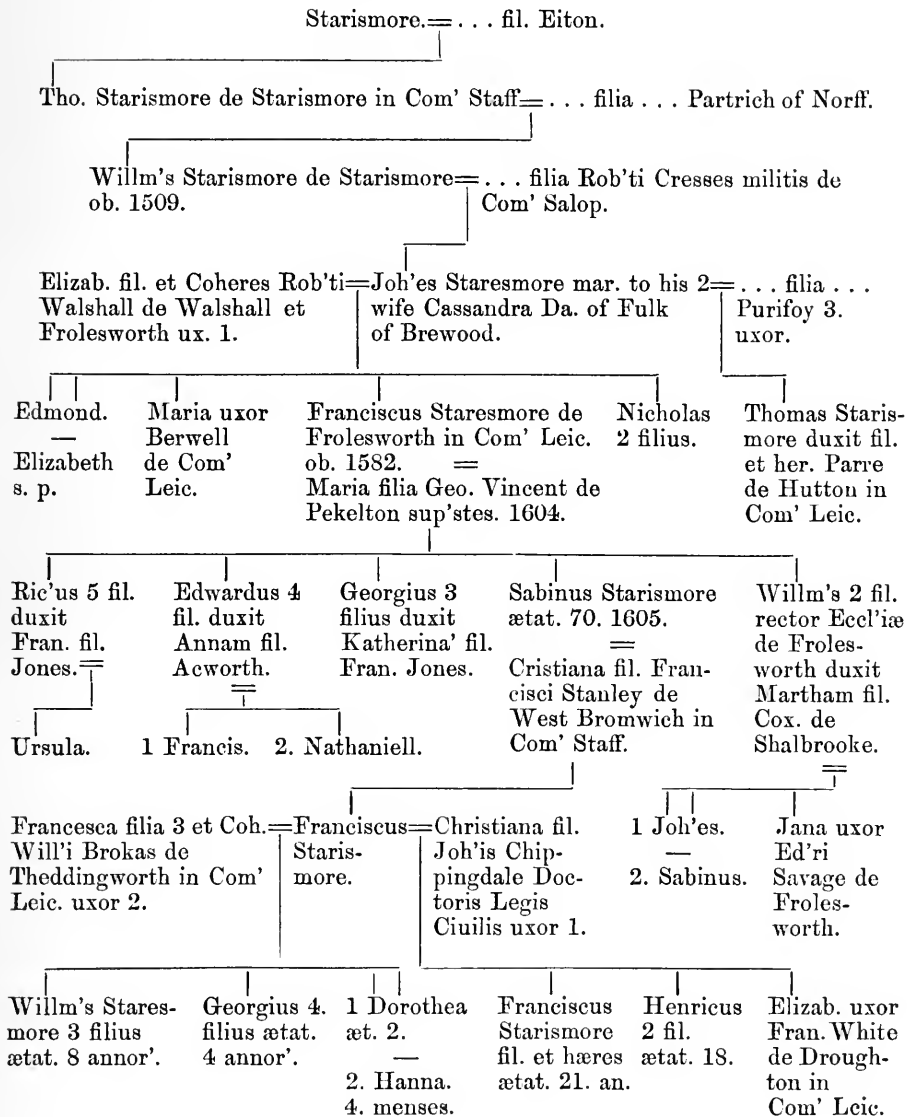 Starismore.═. . . fil. Eiton.
Tho. Starismore de Starismore in Com' Staff═. . . filia . . . Partrich of Norff.
Willm's Starismore de Starismore═. . . filia Rob'ti Cresses militis de
ob. 1509.
Com' Salop.
Elizab. fil. et Coheres Rob'ti═Joh'es Staresmore mar. to his 2═. . . filia . . .
Walshall de Walshall et
Frolesworth ux. 1.
wife Cassandra Da. of Fulk
of Brewood.
Purifoy 3.
uxor.
Edmond.
—
Elizabeth
s. p.
Maria uxor
Berwell
de Com'
Leic.
Franciscus Staresmore de
Frolesworth in Com' Leic.
ob. 1582. ═
Maria filia Geo. Vincent de
Pekelton sup'stes. 1604.
Nicholas
2 filius.
Thomas Staris-
more duxit fil.
et her. Parre
de Hutton in
Com' Leic.
Ric'us 5 fil.
duxit
Fran. fil.
Jones.═
Edwardus 4
fil. duxit
Annam fil.
Acworth.
═
Georgius 3
filius duxit
Katherina' fil.
Fran. Jones.
Sabinus Starismore
ætat. 70. 1605.
═
Cristiana fil. Fran-
cisci Stanley de
West Bromwich in
Com' Staff.
Willm's 2 fil.
rector Eccl'iæ
de Froles-
worth duxit
Martham fil.
Cox. de
Shalbrooke.
═
Ursula.
1 Francis.
2. Nathaniell.
Francesca filia 3 et Coh.═Franciscus═Christiana fil.
Will'i Brokas de
Theddingworth in Com'
Leic. uxor 2.
Staris-
more.
Joh'is Chip-
pingdale Doc-
toris Legis
Ciuilis uxor 1.
1 Joh'es.
—
2. Sabinus.
Jana uxor
Ed'ri
Savage de
Froles-
worth.
Willm's Stares-
more 3 filius
ætat. 8 annor'.
Georgius 4.
filius ætat.
4 annor'.
1 Dorothea
æt. 2.
—
2. Hanna.
4. menses.
Franciscus
Starismore
fil. et hæres
ætat. 21. an.
Henricus
2 fil.
ætat. 18.
Elizab. uxor
Fran. White
de Drough-
ton in
Com' Leic.